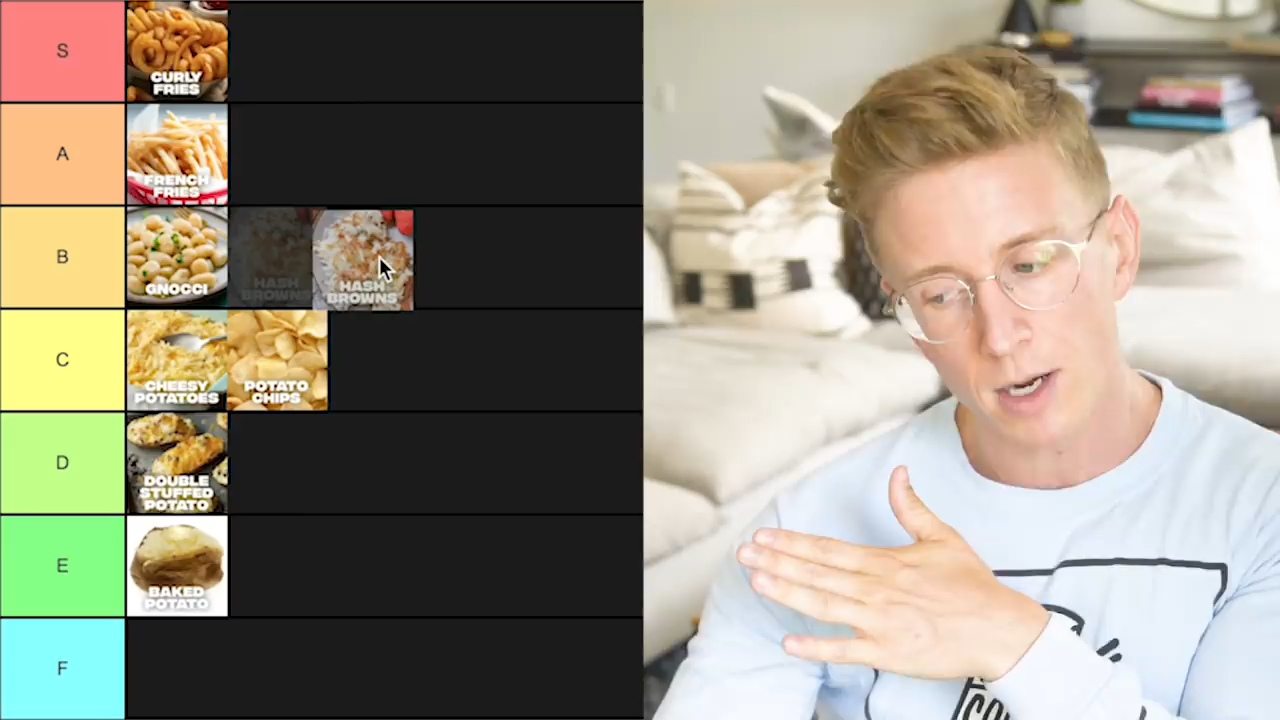 S
CURLY
FRIES
A
FRENCH
FRIES
B
GNOCCI
HASH
BROWNS
HASH
BROWNS
C
CHEESY
POTATOES
POTATO
CHIPS
D
DOUBLE
STUFFED
POTATO
E
BAKED
POTATO
F